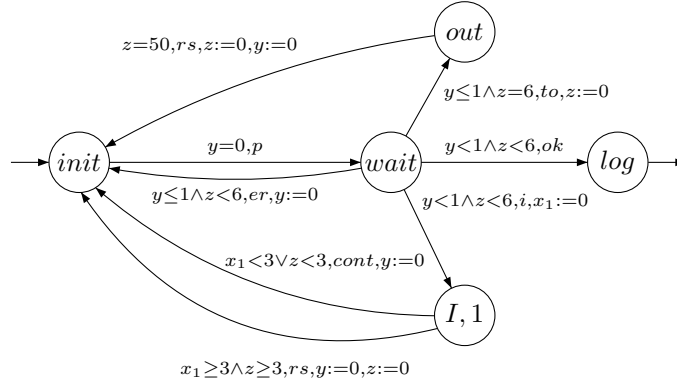 out
z=50,rs,z:=0,y:=0
y≤1∧z=6,to,z:=0
y=0,p
y<1∧z<6,ok
init
wait
log
y≤1∧z<6,er,y:=0
y<1∧z<6,i,x₁:=0
x₁<3∨z<3,cont,y:=0
I,1
x₁≥3∧z≥3,rs,y:=0,z:=0